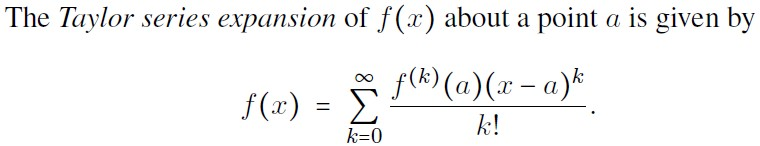 The Taylor series expansion of f(x) about a point a is given by
f(x) = ∞∑k=0 f(k)(a)(x − a)k / k! .